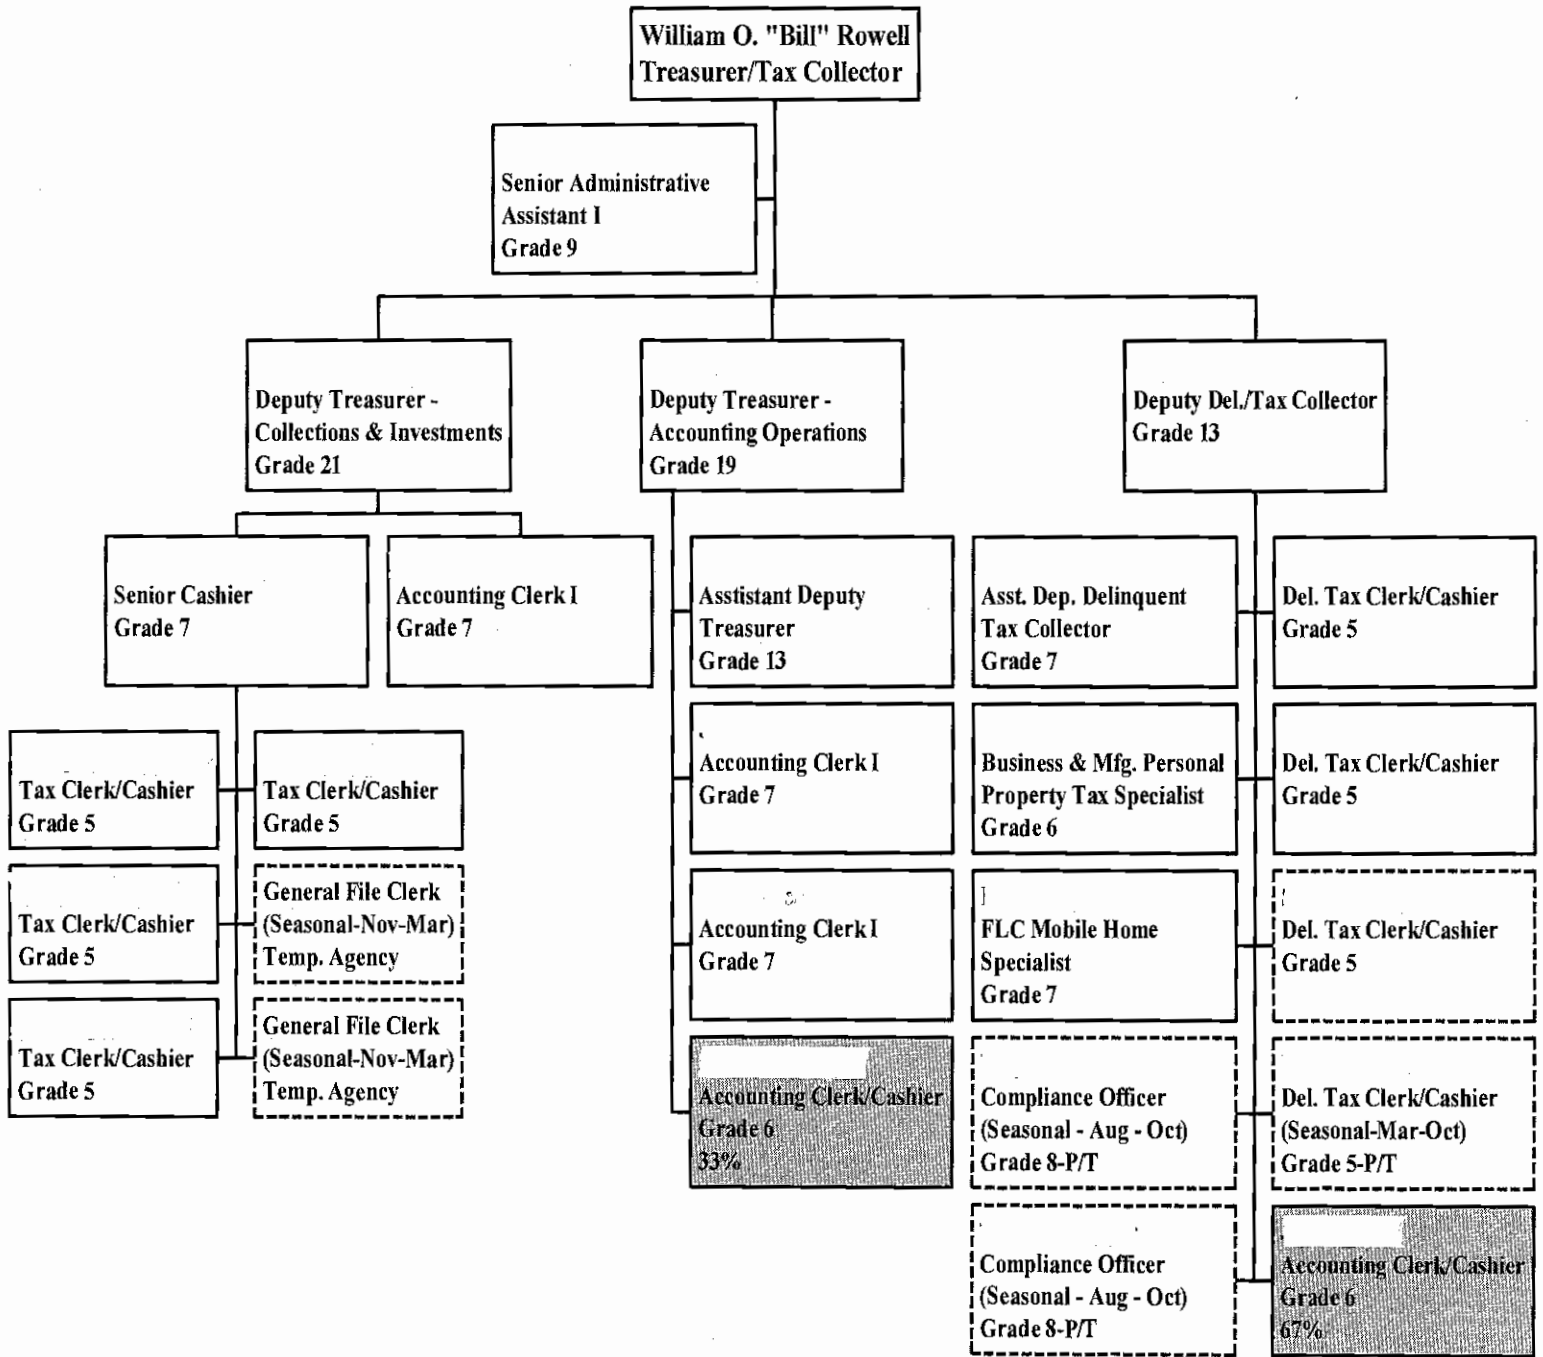 William O. "Bill" Rowell
Treasurer/Tax Collector
Senior Administrative
Assistant I
Grade 9
Deputy Treasurer -
Collections & Investments
Grade 21
Deputy Treasurer -
Accounting Operations
Grade 19
Deputy Del./Tax Collector
Grade 13
Senior Cashier
Grade 7
Accounting Clerk I
Grade 7
Tax Clerk/Cashier
Grade 5
Tax Clerk/Cashier
Grade 5
Tax Clerk/Cashier
Grade 5
General File Clerk
(Seasonal-Nov-Mar)
Temp. Agency
Tax Clerk/Cashier
Grade 5
General File Clerk
(Seasonal-Nov-Mar)
Temp. Agency
Asstistant Deputy
Treasurer
Grade 13
Accounting Clerk I
Grade 7
Accounting Clerk I
Grade 7
Accounting Clerk/Cashier
Grade 6
33%
Asst. Dep. Delinquent
Tax Collector
Grade 7
Del. Tax Clerk/Cashier
Grade 5
Business & Mfg. Personal
Property Tax Specialist
Grade 6
Del. Tax Clerk/Cashier
Grade 5
FLC Mobile Home
Specialist
Grade 7
Del. Tax Clerk/Cashier
Grade 5
Compliance Officer
(Seasonal - Aug - Oct)
Grade 8-P/T
Del. Tax Clerk/Cashier
(Seasonal-Mar-Oct)
Grade 5-P/T
Compliance Officer
(Seasonal - Aug - Oct)
Grade 8-P/T
Accounting Clerk/Cashier
Grade 6
67%